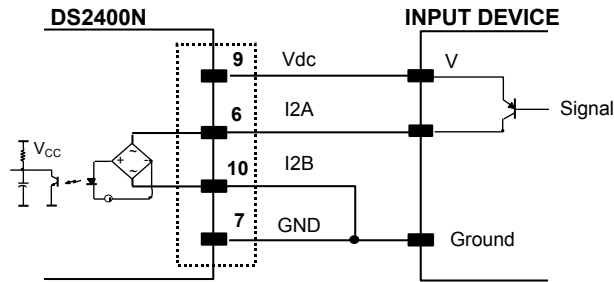 DS2400N
INPUT DEVICE
9
Vdc
V
6
I2A
Signal
VCC
+
~
-
~
10
I2B
7
GND
Ground